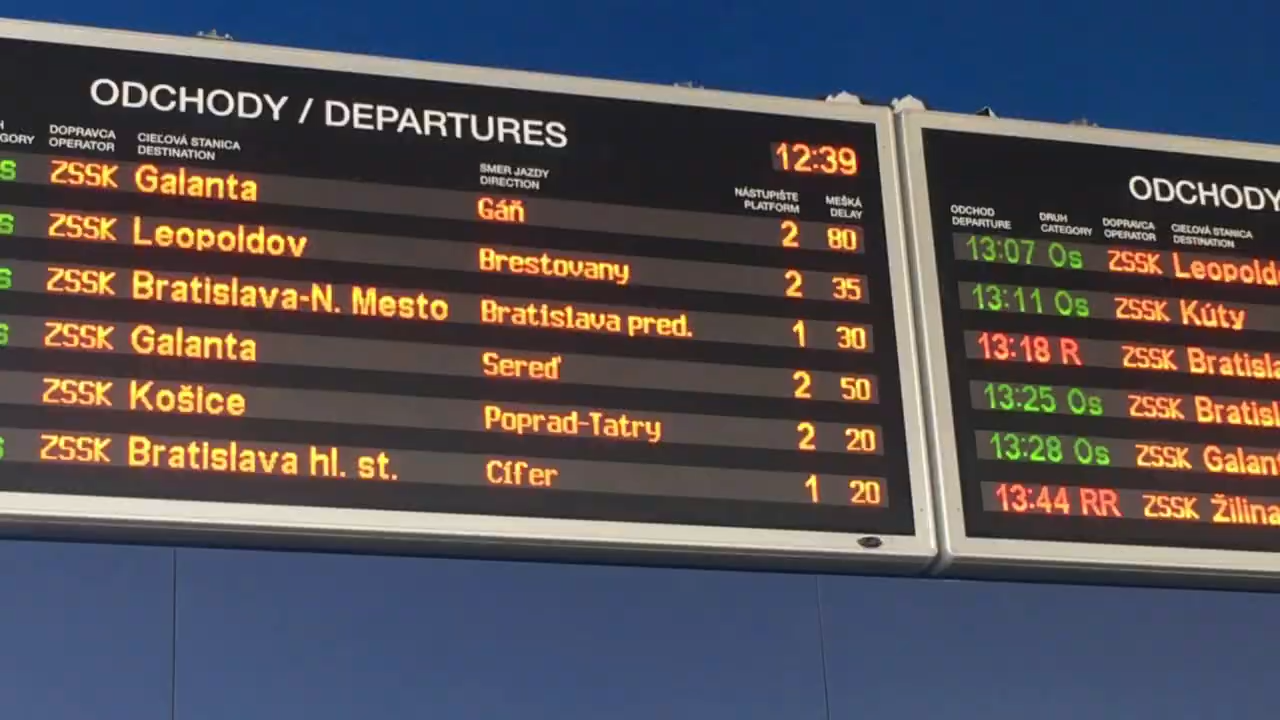 ODCHODY / DEPARTURES
12:39
DOPRAVCA OPERATOR
CIEĽOVÁ STANICA DESTINATION
SMER JAZDY DIRECTION
NÁSTUPIŠTE PLATFORM
MEŠKÁ DELAY
ZSSK Galanta Gáň 2 80
ZSSK Leopoldov Brestovany 2 35
ZSSK Bratislava-N. Mesto Bratislava pred. 1 30
ZSSK Galanta Sereď 2 50
ZSSK Košice Poprad-Tatry 2 20
ZSSK Bratislava hl. st. Cífer 1 20
ODCHODY
ODCHOD DEPARTURE
DRUH CATEGORY
DOPRAVCA OPERATOR
CIEĽOVÁ STANICA DESTINATION
13:07 Os ZSSK Leopold
13:11 Os ZSSK Kúty
13:18 R ZSSK Bratisla
13:25 Os ZSSK Bratisl
13:28 Os ZSSK Galant
13:44 RR ZSSK Žilina